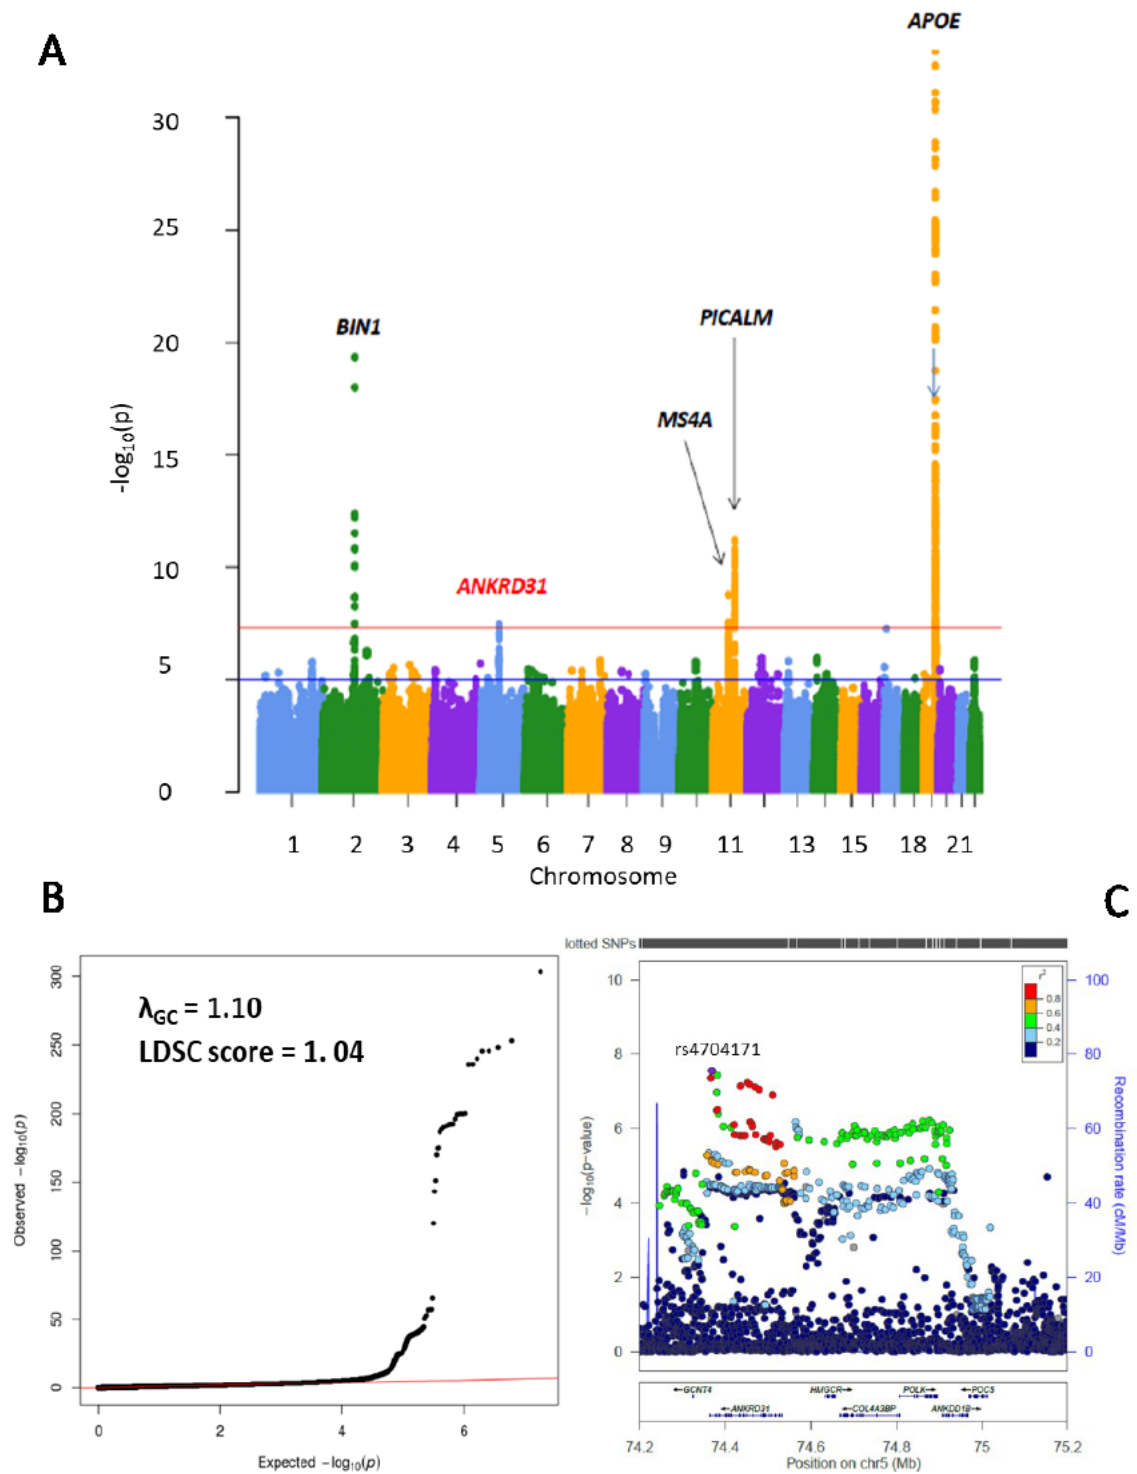 A
APOE
30
25
PICALM
BIN1
20
MS4A
-log10(p)
15
10
ANKRD31
5
0
1 2 3 4 5 6 7 8 9 11 13 15 18 21
Chromosome
B
C
lotted SNPs
λGC = 1.10
LDSC score = 1. 04
300
250
200
150
100
50
0
Observed −log10(p)
0 2 4 6
Expected −log10(p)
10
8
6
4
2
0
−log10(p−value)
rs4704171
r²
0.8
0.6
0.4
0.2
100
80
60
40
20
0
Recombination rate (cM/Mb)
←GCNT4 HMGCR→ POLK→ ←POC5
←ANKRD31 ←COL4A3BP ANKDD1B→
74.2 74.4 74.6 74.8 75 75.2
Position on chr5 (Mb)